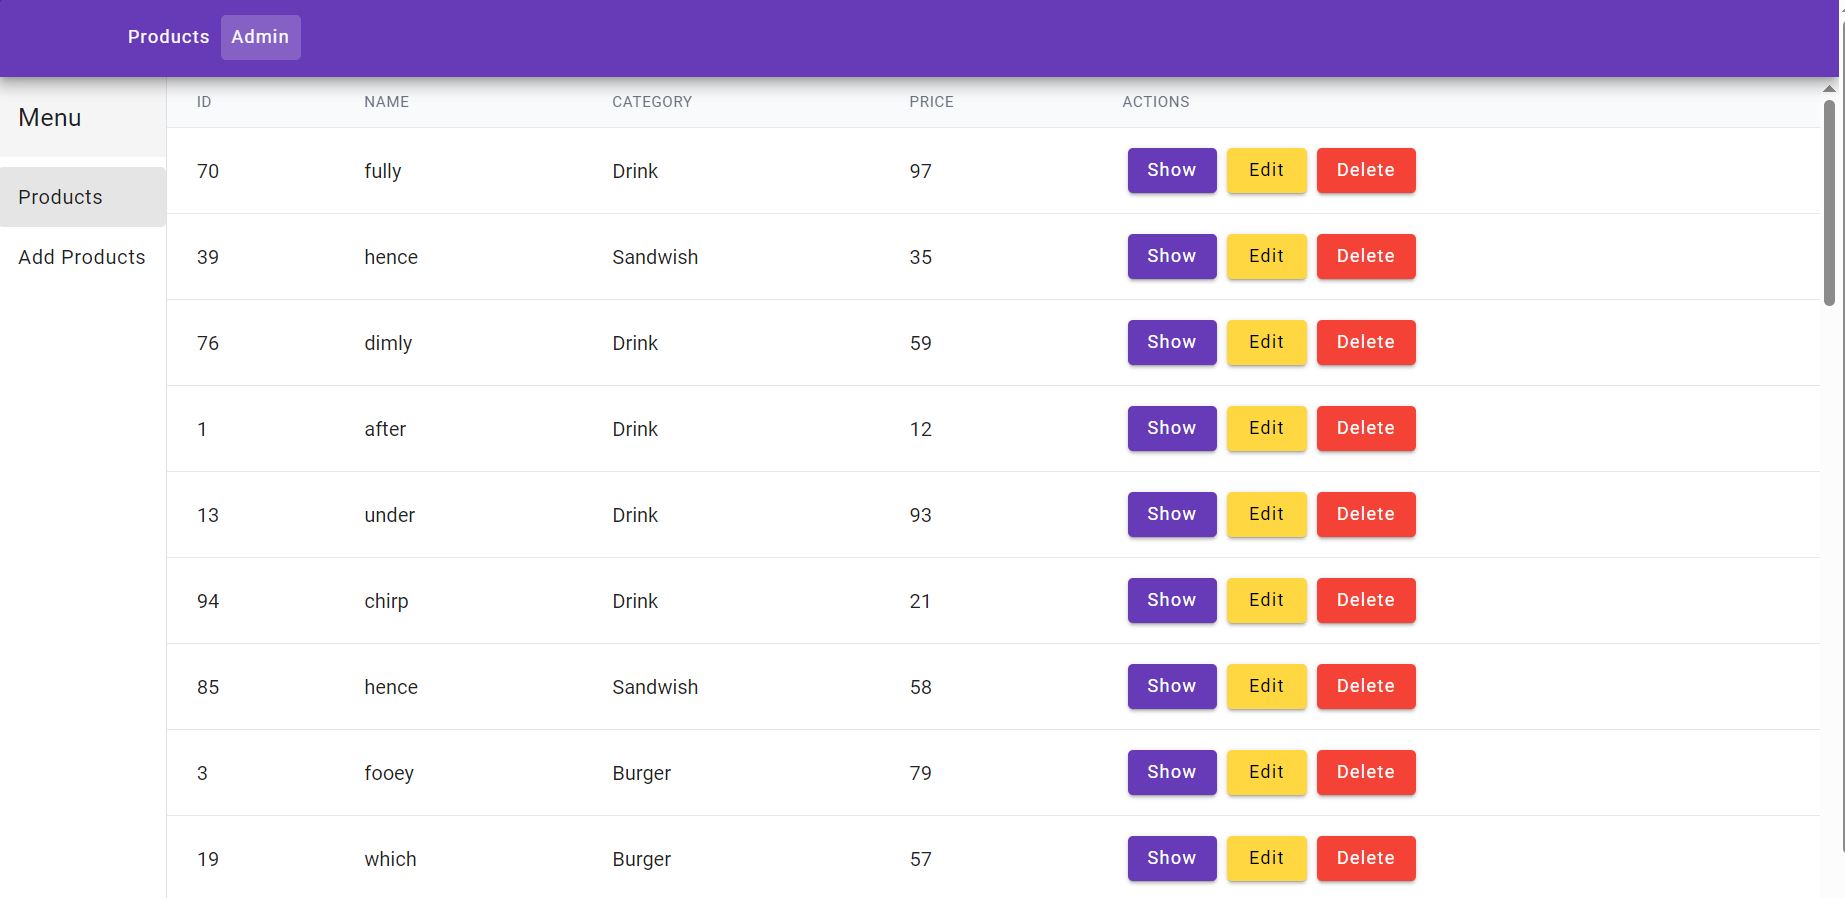 Products Admin
Menu
Products
Add Products
ID NAME CATEGORY PRICE ACTIONS
70 fully Drink 97 Show Edit Delete
39 hence Sandwish 35 Show Edit Delete
76 dimly Drink 59 Show Edit Delete
1 after Drink 12 Show Edit Delete
13 under Drink 93 Show Edit Delete
94 chirp Drink 21 Show Edit Delete
85 hence Sandwish 58 Show Edit Delete
3 fooey Burger 79 Show Edit Delete
19 which Burger 57 Show Edit Delete